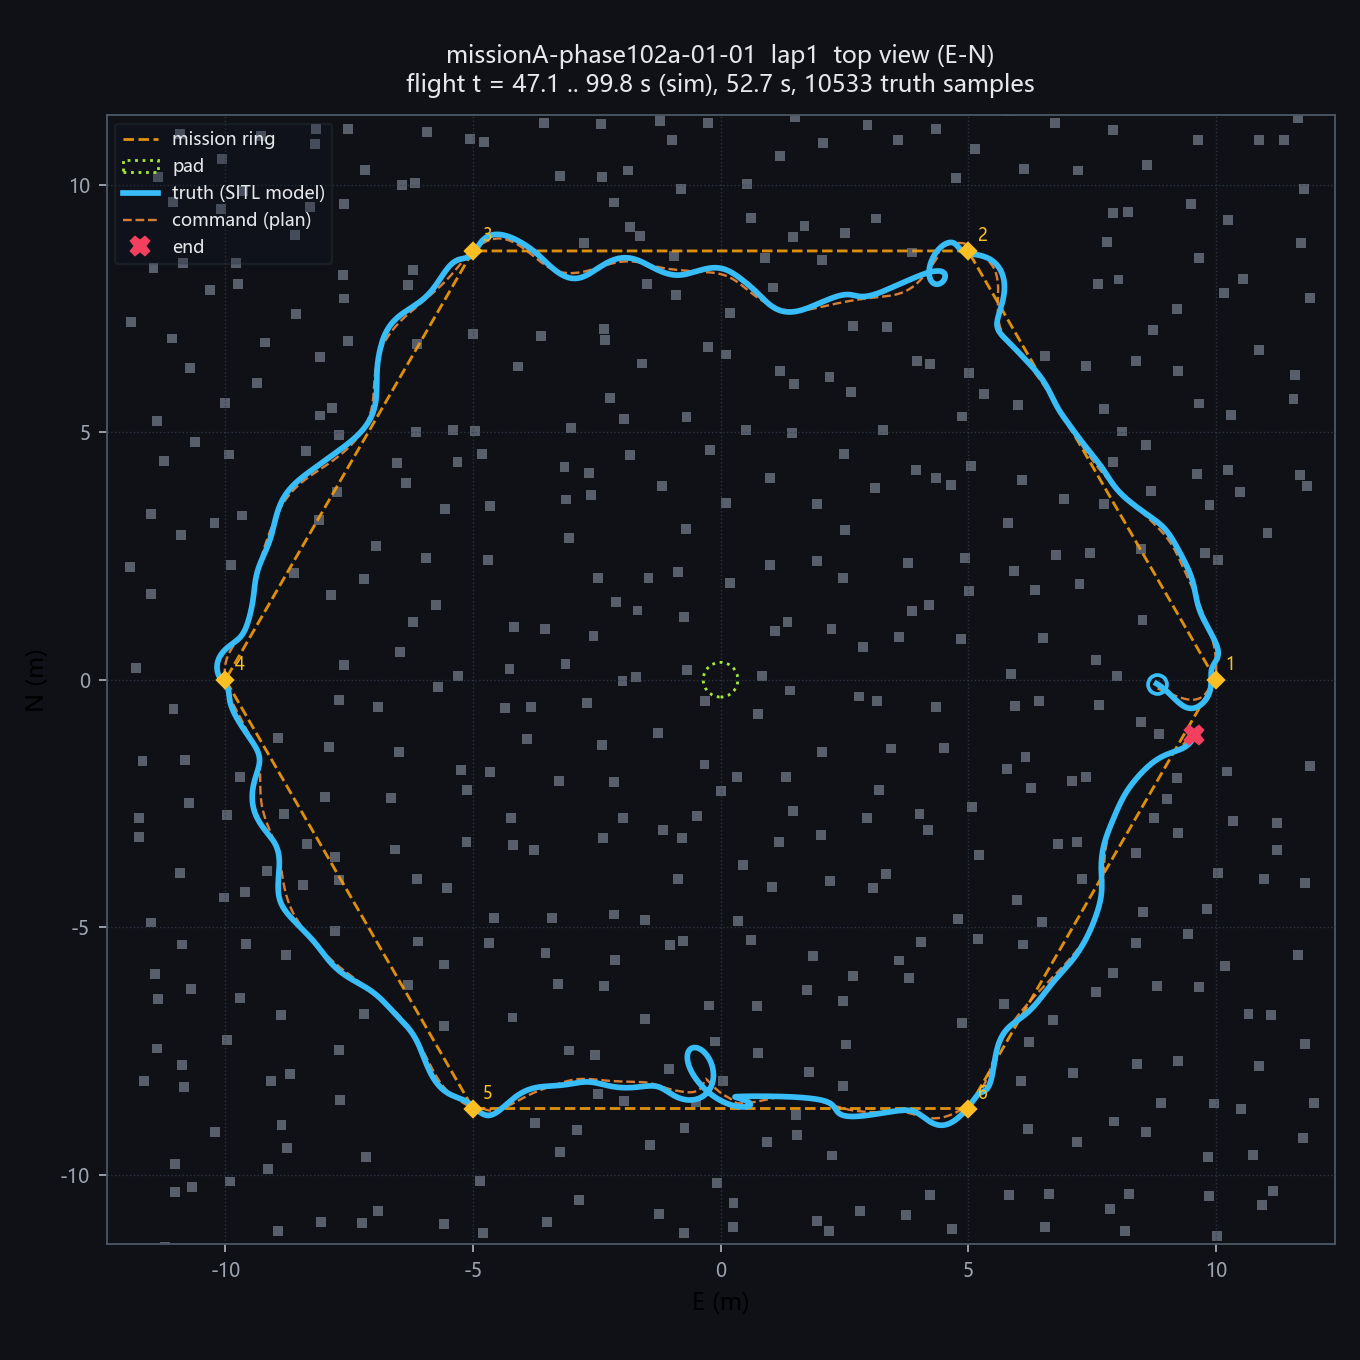 missionA-phase102a-01-01 lap1 top view (E-N)
flight t = 47.1 .. 99.8 s (sim), 52.7 s, 10533 truth samples
mission ring
pad
truth (SITL model)
command (plan)
end
10
5
0
-5
-10
N (m)
3
2
4
1
5
6
-10
-5
0
5
10
E (m)